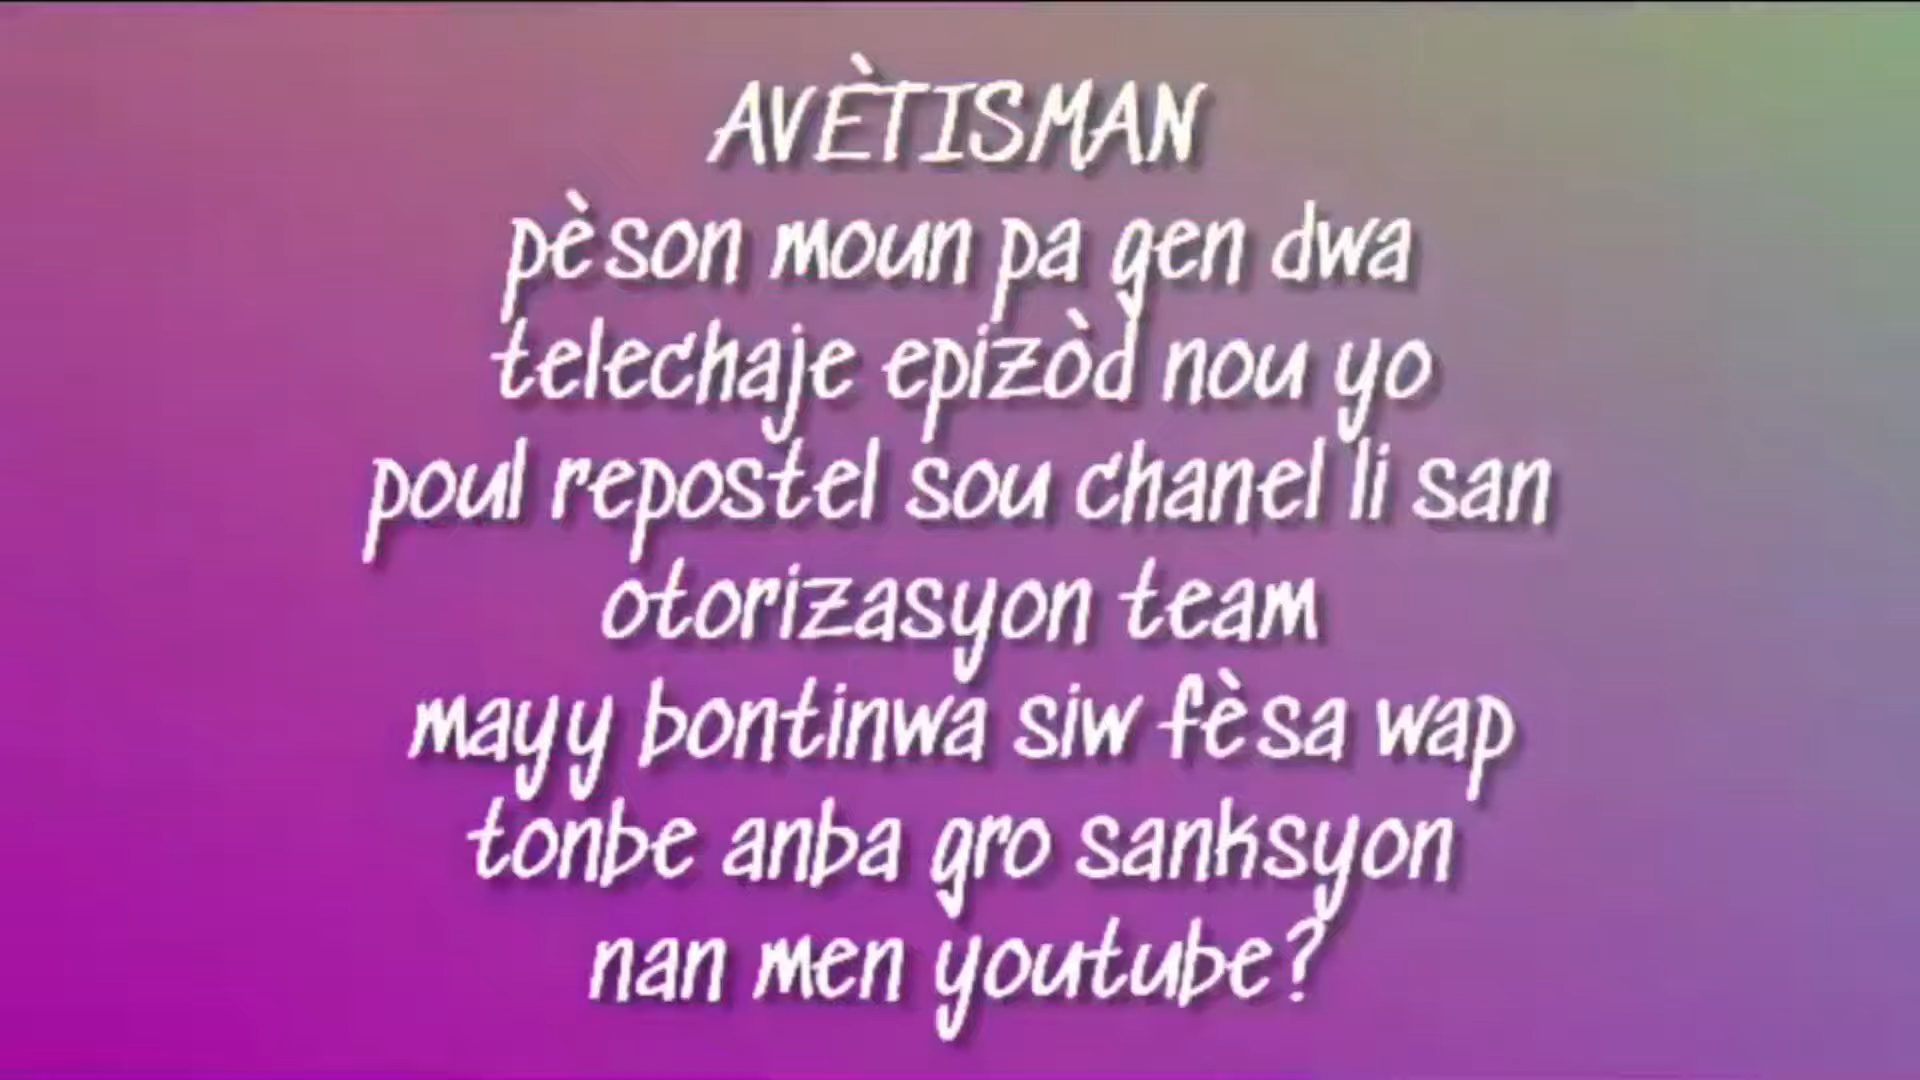 AVÈTISMAN
pèson moun pa gen dwa
telechaje epizòd nou yo
poul repostel sou chanel li san
otorizasyon team
mayy bontinwa siw fèsa wap
tonbe anba gro sanksyon
nan men youtube?